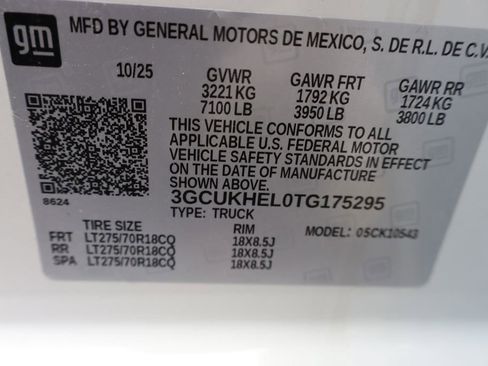 gm
MFD BY GENERAL MOTORS DE MEXICO, S. DE R.L. DE C.V.
10/25 GVWR GAWR FRT GAWR RR
3221 KG 1792 KG 1724 KG
7100 LB 3950 LB 3800 LB
THIS VEHICLE CONFORMS TO ALL
APPLICABLE U.S. FEDERAL MOTOR
VEHICLE SAFETY STANDARDS IN EFFECT
ON THE DATE OF MANUFACTURE
SHOWN ABOVE.
8624
3GCUKHEL0TG175295
TYPE: TRUCK
TIRE SIZE RIM MODEL: 05CK10543
FRT LT275/70R18CQ 18X8.5J
RR LT275/70R18CQ 18X8.5J
SPA LT275/70R18CQ 18X8.5J